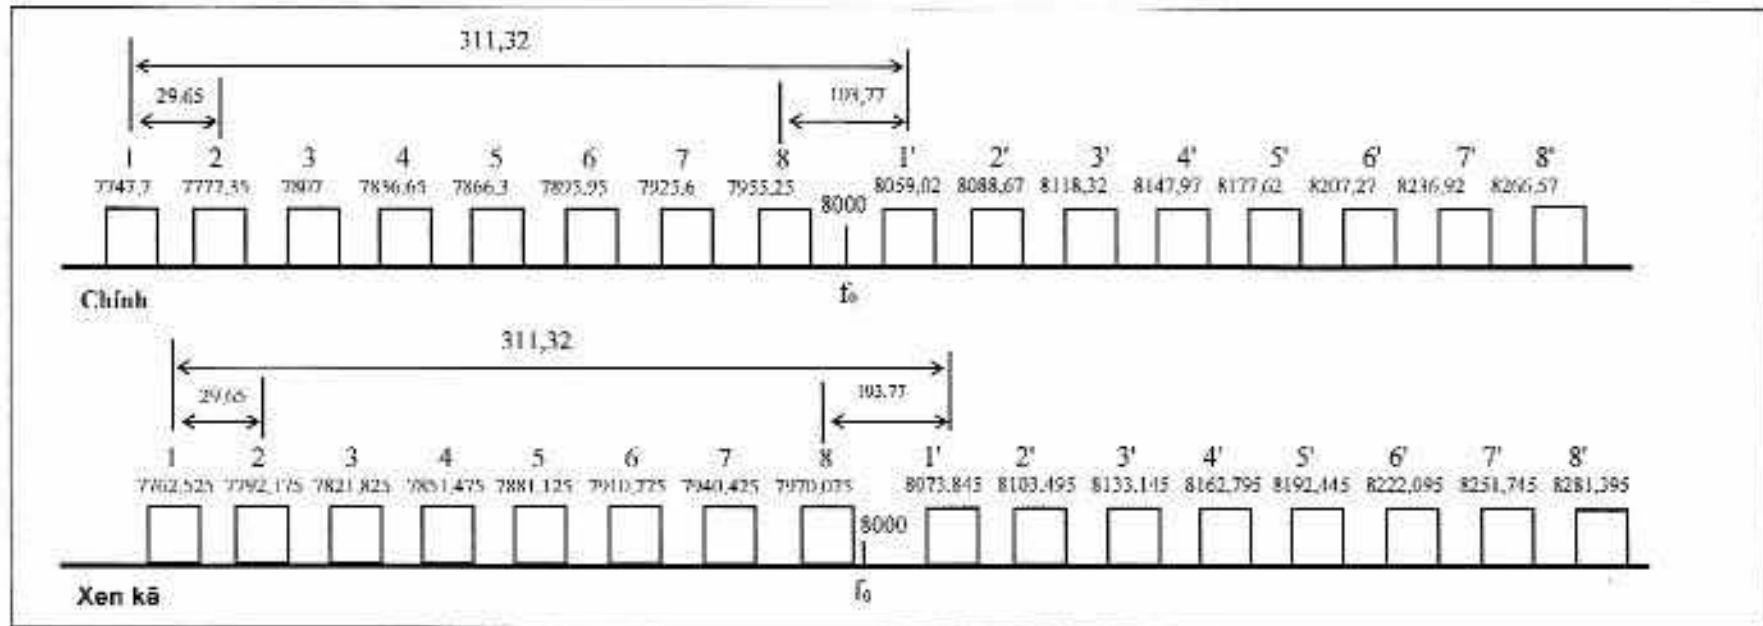 311,32
29,65 103,77
1 2 3 4 5 6 7 8 1' 2' 3' 4' 5' 6' 7' 8'
7747,7 7777,35 7807 7836,65 7866,3 7895,95 7925,6 7955,25 8059,02 8088,67 8118,32 8147,97 8177,62 8207,27 8236,92 8266,57
8000
Chính f₀
311,32
29,65 103,77
1 2 3 4 5 6 7 8 1' 2' 3' 4' 5' 6' 7' 8'
7762,525 7792,175 7821,825 7851,475 7881,125 7910,775 7940,425 7970,075 8073,845 8103,495 8133,145 8162,795 8192,445 8222,095 8251,745 8281,395
8000
Xen kẽ f₀